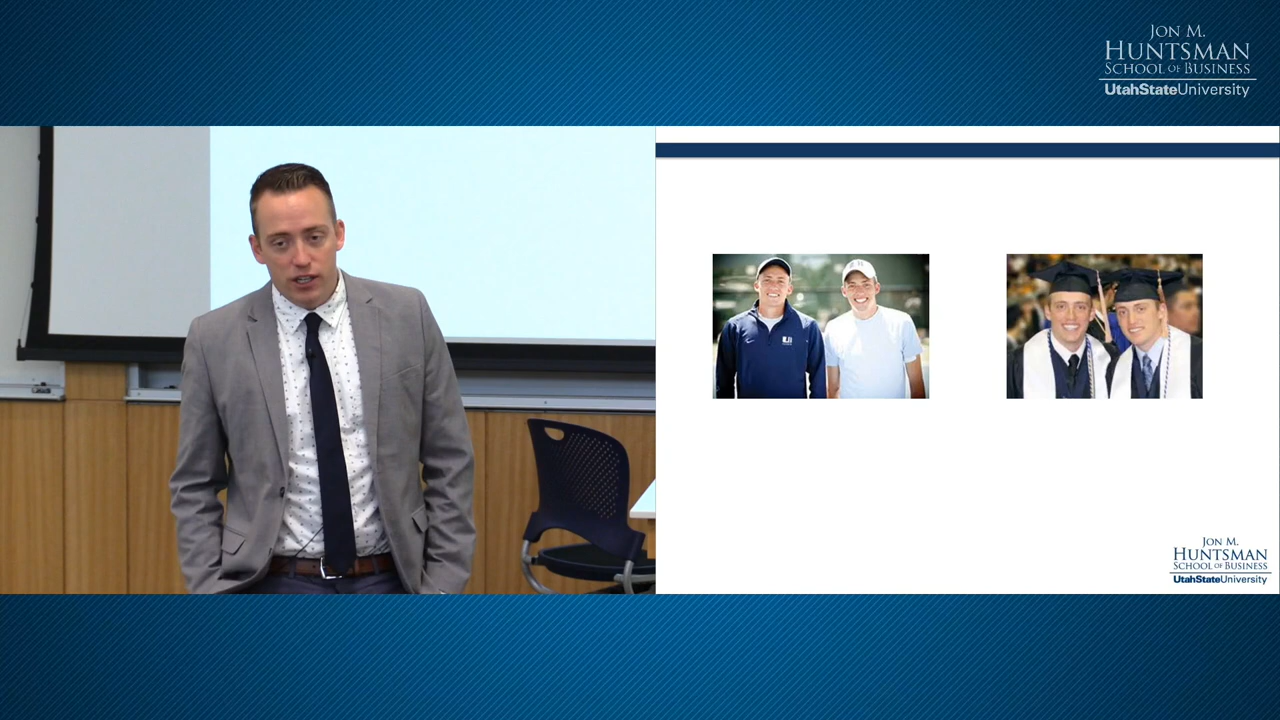 JON M.
HUNTSMAN
SCHOOL OF BUSINESS
UtahStateUniversity
JON M.
HUNTSMAN
SCHOOL OF BUSINESS
UtahStateUniversity